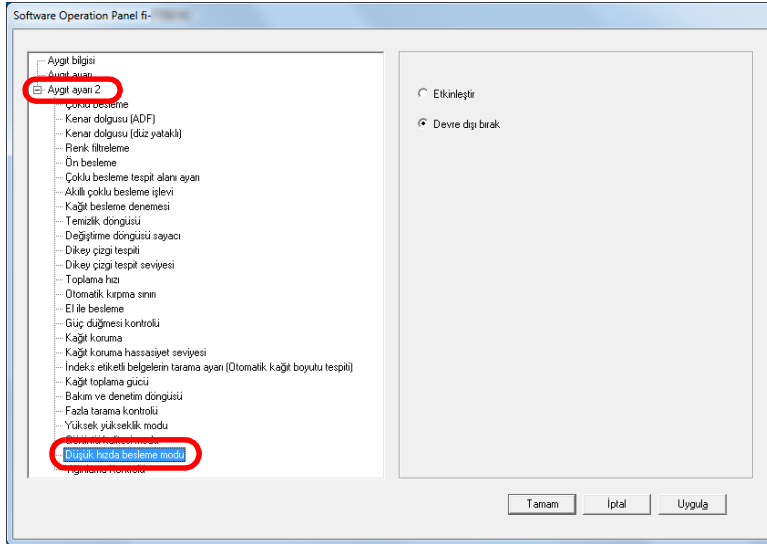 Software Operation Panel fi-
Aygıt bilgisi
Aygıt ayarı
Aygıt ayarı 2
Çoklu besleme
Kenar dolgusu (ADF)
Kenar dolgusu (düz yataklı)
Renk filtreleme
Ön besleme
Çoklu besleme tespit alanı ayarı
Akıllı çoklu besleme işlevi
Kağıt besleme denemesi
Temizlik döngüsü
Değiştirme döngüsü sayacı
Dikey çizgi tespiti
Dikey çizgi tespit seviyesi
Toplama hızı
Otomatik kırpma sınırı
El ile besleme
Güç düğmesi kontrolü
Kağıt koruma
Kağıt koruma hassasiyet seviyesi
İndeks etiketli belgelerin tarama ayarı (Otomatik kağıt boyutu tespiti)
Kağıt toplama gücü
Bakım ve denetim döngüsü
Fazla tarama kontrolü
Yüksek yükseklik modu
Görüntü kalitesi modu
Düşük hızda besleme modu
Yığınlama Kontrolü
Etkinleştir
Devre dışı bırak
Tamam
İptal
Uygula